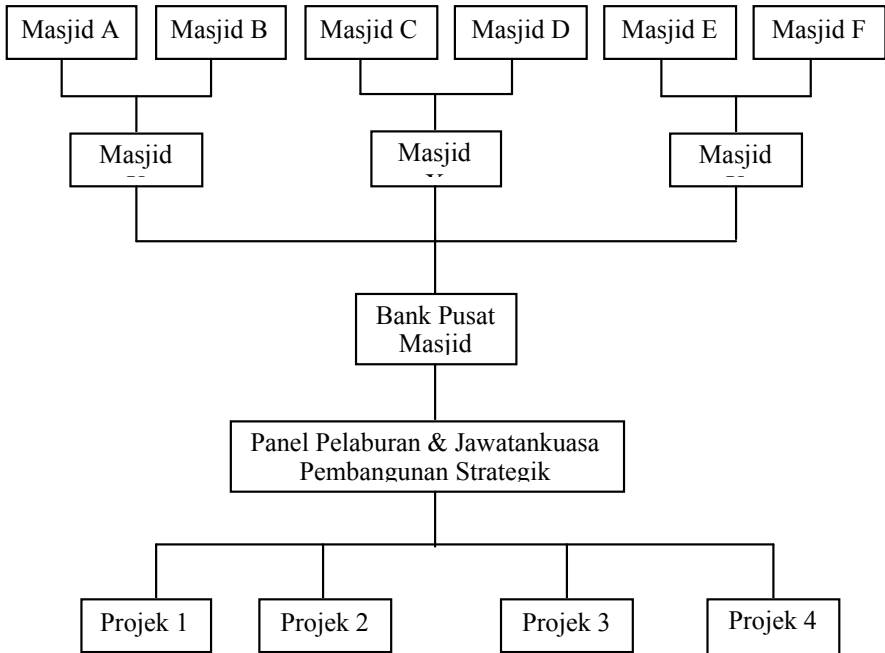 Masjid A
Masjid B
Masjid C
Masjid D
Masjid E
Masjid F
Masjid
Masjid
Masjid
Bank Pusat
Masjid
Panel Pelaburan & Jawatankuasa
Pembangunan Strategik
Projek 1
Projek 2
Projek 3
Projek 4